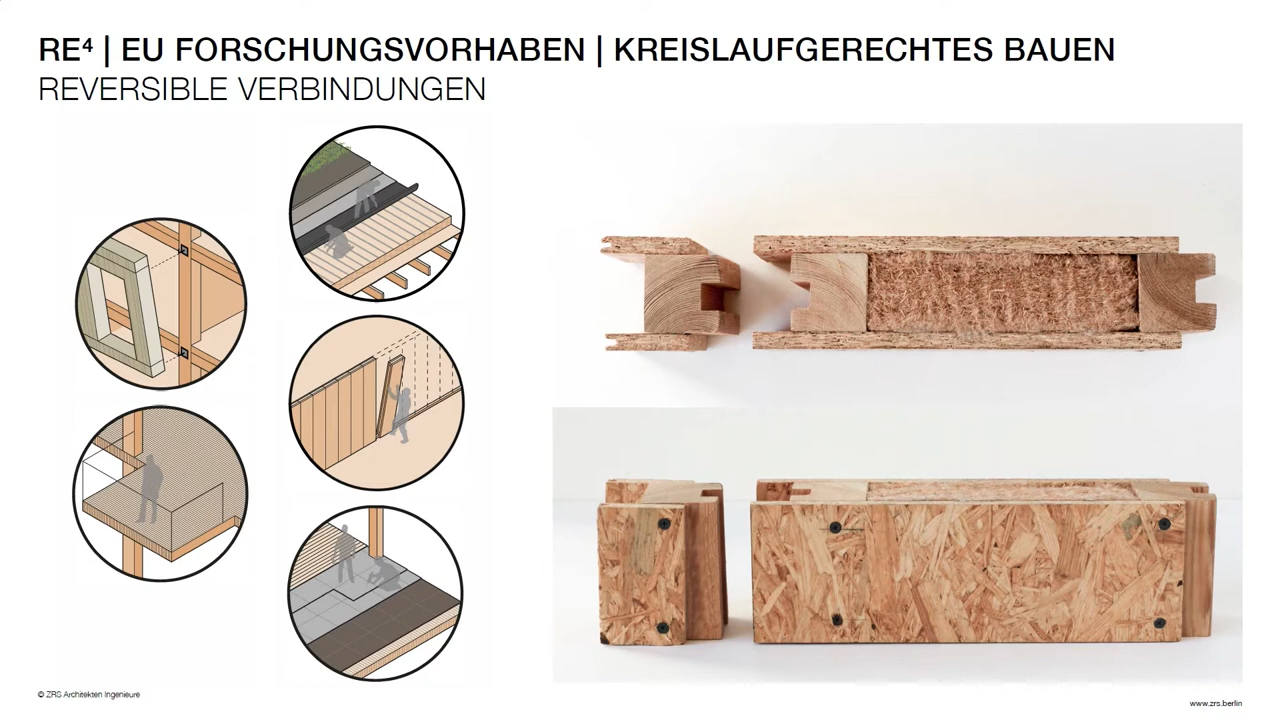 RE⁴ | EU FORSCHUNGSVORHABEN | KREISLAUFGERECHTES BAUEN
REVERSIBLE VERBINDUNGEN
© ZRS Architekten Ingenieure
www.zrs.berlin